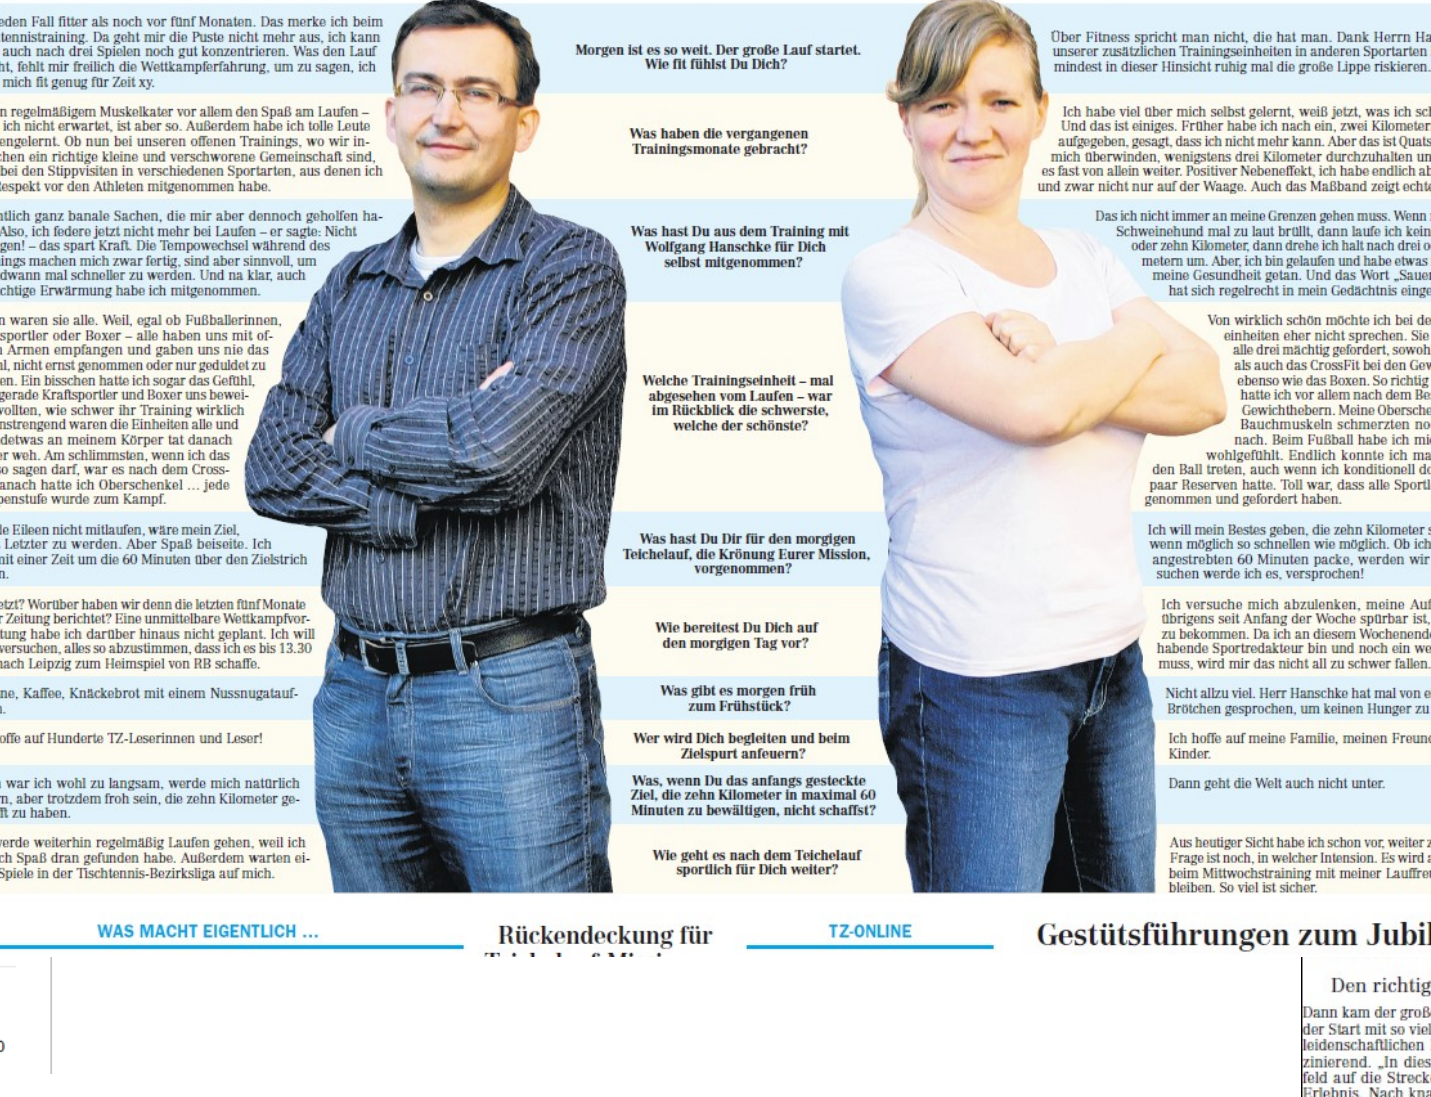 eden Fall fitter als noch vor fünf Monaten. Das merke ich beim
tennistraining. Da geht mir die Puste nicht mehr aus, ich kann
auch nach drei Spielen noch gut konzentrieren. Was den Lauf
ht, fehlt mir freilich die Wettkampferfahrung, um zu sagen, ich
mich fit genug für Zeit xy.
n regelmäßigem Muskelkater vor allem den Spaß am Laufen –
ich nicht erwartet, ist aber so. Außerdem habe ich tolle Leute
engelernt. Ob nun bei unseren offenen Trainings, wo wir in-
chen ein richtige kleine und verschworene Gemeinschaft sind,
bei den Stippvisiten in verschiedenen Sportarten, aus denen ich
Respekt vor den Athleten mitgenommen habe.
ntlich ganz banale Sachen, die mir aber dennoch geholfen ha-
Also, ich federe jetzt nicht mehr bei Laufen – er sagte: Nicht
gen! – das spart Kraft. Die Tempowechsel während des
ings machen mich zwar fertig, sind aber sinnvoll, um
dwann mal schneller zu werden. Und na klar, auch
chtige Erwärmung habe ich mitgenommen.
n waren sie alle. Weil, egal ob Fußballerinnen,
sportler oder Boxer – alle haben uns mit of-
n Armen empfangen und gaben uns nie das
hl, nicht ernst genommen oder nur geduldet zu
en. Ein bisschen hatte ich sogar das Gefühl,
gerade Kraftsportler und Boxer uns bewei-
wollten, wie schwer ihr Training wirklich
nstrengend waren die Einheiten alle und
ndetwas an meinem Körper tat danach
er weh. Am schlimmsten, wenn ich das
so sagen darf, war es nach dem Cross-
anach hatte ich Oberschenkel ... jede
penstufe wurde zum Kampf.
de Eileen nicht mitlaufen, wäre mein Ziel,
Letzter zu werden. Aber Spaß beiseite. Ich
mit einer Zeit um die 60 Minuten über den Zielstrich
n.
etzt? Worüber haben wir denn die letzten fünf Monate
r Zeitung berichtet? Eine unmittelbare Wettkampfvor-
tung habe ich darüber hinaus nicht geplant. Ich will
versuchen, alles so abzustimmen, dass ich es bis 13.30
nach Leipzig zum Heimspiel von RB schaffe.
ne, Kaffee, Knäckebrot mit einem Nussnugatauf-
h.
offe auf Hunderte TZ-Leserinnen und Leser!
n war ich wohl zu langsam, werde mich natürlich
rn, aber trotzdem froh sein, die zehn Kilometer ge-
fft zu haben.
werde weiterhin regelmäßig Laufen gehen, weil ich
ch Spaß dran gefunden habe. Außerdem warten ei-
Spiele in der Tischtennis-Bezirksliga auf mich.
Morgen ist es so weit. Der große Lauf startet.
Wie fit fühlst Du Dich?
Was haben die vergangenen
Trainingsmonate gebracht?
Was hast Du aus dem Training mit
Wolfgang Hanschke für Dich
selbst mitgenommen?
Welche Trainingseinheit – mal
abgesehen vom Laufen – war
im Rückblick die schwerste,
welche der schönste?
Was hast Du Dir für den morgigen
Teichelauf, die Krönung Eurer Mission,
vorgenommen?
Wie bereitest Du Dich auf
den morgigen Tag vor?
Was gibt es morgen früh
zum Frühstück?
Wer wird Dich begleiten und beim
Zielspurt anfeuern?
Was, wenn Du das anfangs gesteckte
Ziel, die zehn Kilometer in maximal 60
Minuten zu bewältigen, nicht schaffst?
Wie geht es nach dem Teichelauf
sportlich für Dich weiter?
Über Fitness spricht man nicht, die hat man. Dank Herrn Ha
unserer zusätzlichen Trainingseinheiten in anderen Sportarten
mindest in dieser Hinsicht ruhig mal die große Lippe riskieren.
Ich habe viel über mich selbst gelernt, weiß jetzt, was ich scl
Und das ist einiges. Früher habe ich nach ein, zwei Kilometer
aufgegeben, gesagt, dass ich nicht mehr kann. Aber das ist Quats
mich überwinden, wenigstens drei Kilometer durchzuhalten un
es fast von allein weiter. Positiver Nebeneffekt, ich habe endlich ab
und zwar nicht nur auf der Waage. Auch das Maßband zeigt echte
Das ich nicht immer an meine Grenzen gehen muss. Wenn
Schweinehund mal zu laut brüllt, dann laufe ich kein
oder zehn Kilometer, dann drehe ich halt nach drei o
metern um. Aber, ich bin gelaufen und habe etwas
meine Gesundheit getan. Und das Wort „Sauer
hat sich regelrecht in mein Gedächtnis einge
Von wirklich schön möchte ich bei de
einheiten eher nicht sprechen. Sie
alle drei mächtig gefordert, sowoh
als auch das CrossFit bei den Gew
ebenso wie das Boxen. So richtig
hatte ich vor allem nach dem Be
Gewichthebern. Meine Obersche
Bauchmuskeln schmerzten no
nach. Beim Fußball habe ich mi
wohlgefühlt. Endlich konnte ich ma
den Ball treten, auch wenn ich konditionell do
paar Reserven hatte. Toll war, dass alle Sportl
genommen und gefordert haben.
Ich will mein Bestes geben, die zehn Kilometer s
wenn möglich so schnellen wie möglich. Ob ich
angestrebten 60 Minuten packe, werden wir
suchen werde ich es, versprochen!
Ich versuche mich abzulenken, meine Auf
übrigens seit Anfang der Woche spürbar ist,
zu bekommen. Da ich an diesem Wochenend
habende Sportredakteur bin und noch ein we
muss, wird mir das nicht all zu schwer fallen.
Nicht allzu viel. Herr Hanschke hat mal von e
Brötchen gesprochen, um keinen Hunger zu
Ich hoffe auf meine Familie, meinen Freund
Kinder.
Dann geht die Welt auch nicht unter.
Aus heutiger Sicht habe ich schon vor, weiter z
Frage ist noch, in welcher Intension. Es wird a
beim Mittwochstraining mit meiner Lauffreu
bleiben. So viel ist sicher.
WAS MACHT EIGENTLICH ...
Rückendeckung für
TZ-ONLINE
Gestütsführungen zum Jubil
Den richtig
Dann kam der groß
der Start mit so viel
leidenschaftlichen
zinierend. „In dies
feld auf die Streck
Erlebnis. Nach kna